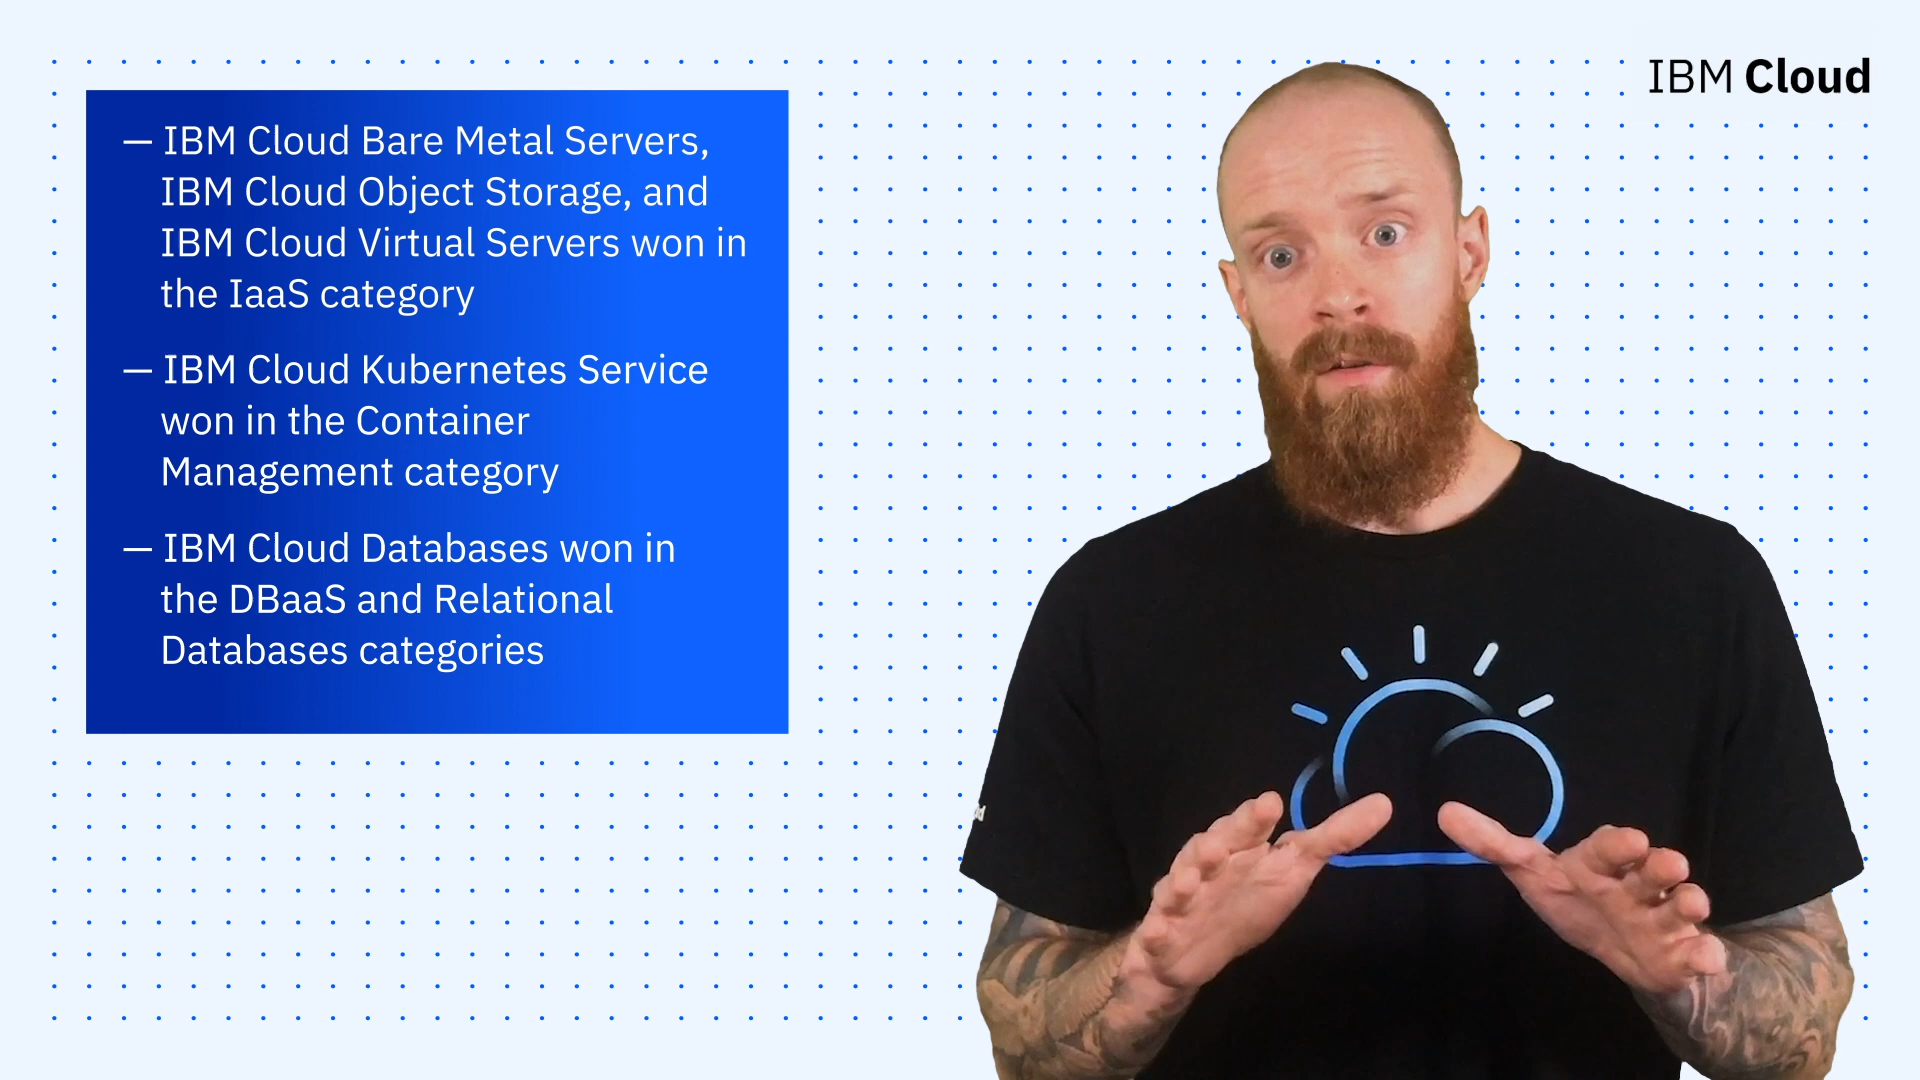 IBM Cloud
— IBM Cloud Bare Metal Servers,
IBM Cloud Object Storage, and
IBM Cloud Virtual Servers won in
the IaaS category
— IBM Cloud Kubernetes Service
won in the Container
Management category
— IBM Cloud Databases won in
the DBaaS and Relational
Databases categories